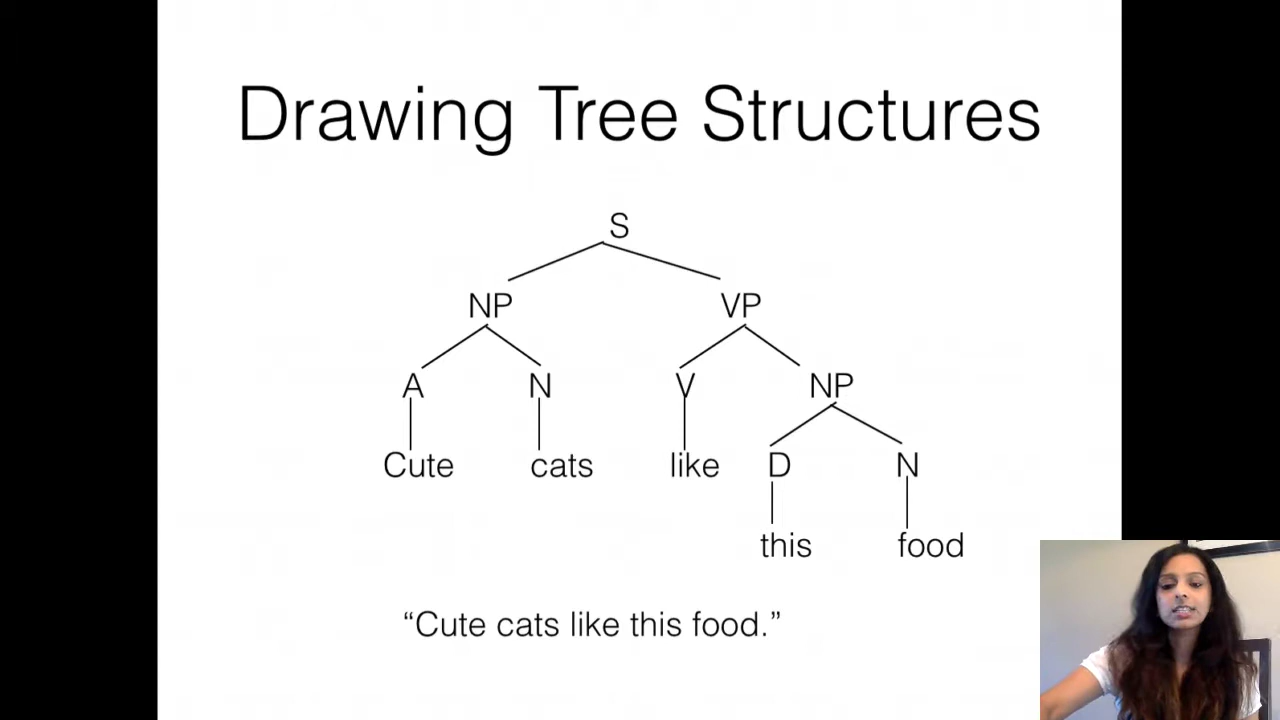 Drawing Tree Structures
S
NP VP
A N V NP
Cute cats like D N
this food
“Cute cats like this food.”